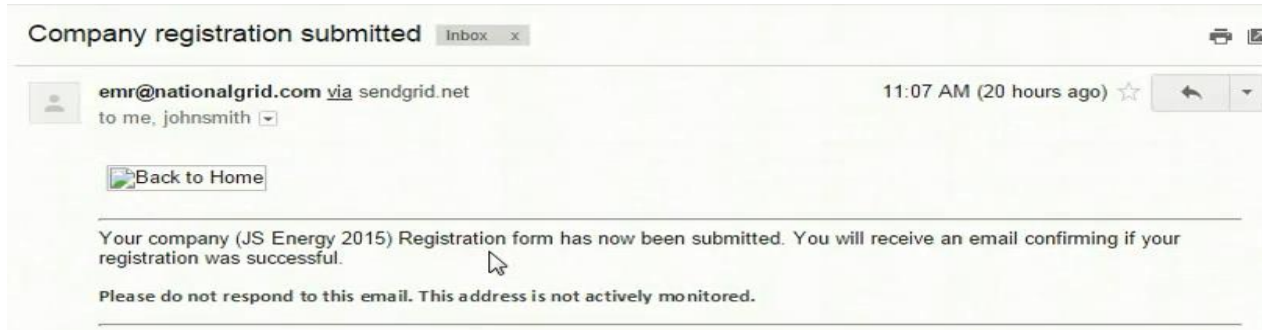 Company registration submitted Inbox x
emr@nationalgrid.com via sendgrid.net 11:07 AM (20 hours ago)
to me, johnsmith
Back to Home
Your company (JS Energy 2015) Registration form has now been submitted. You will receive an email confirming if your
registration was successful.
Please do not respond to this email. This address is not actively monitored.